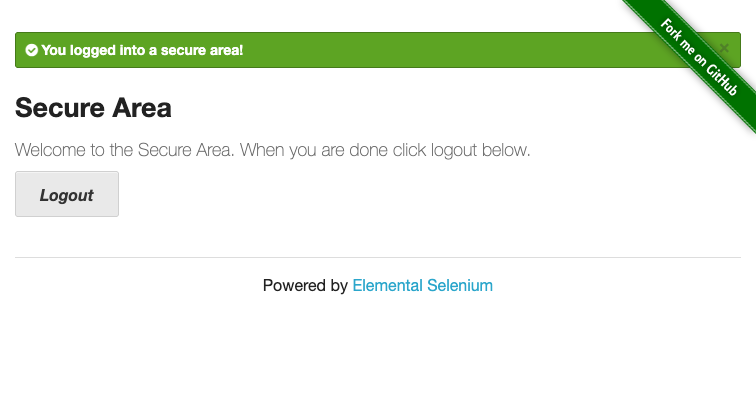 You logged into a secure area!
×
Fork me on GitHub
Secure Area
Welcome to the Secure Area. When you are done click logout below.
Logout
Powered by Elemental Selenium